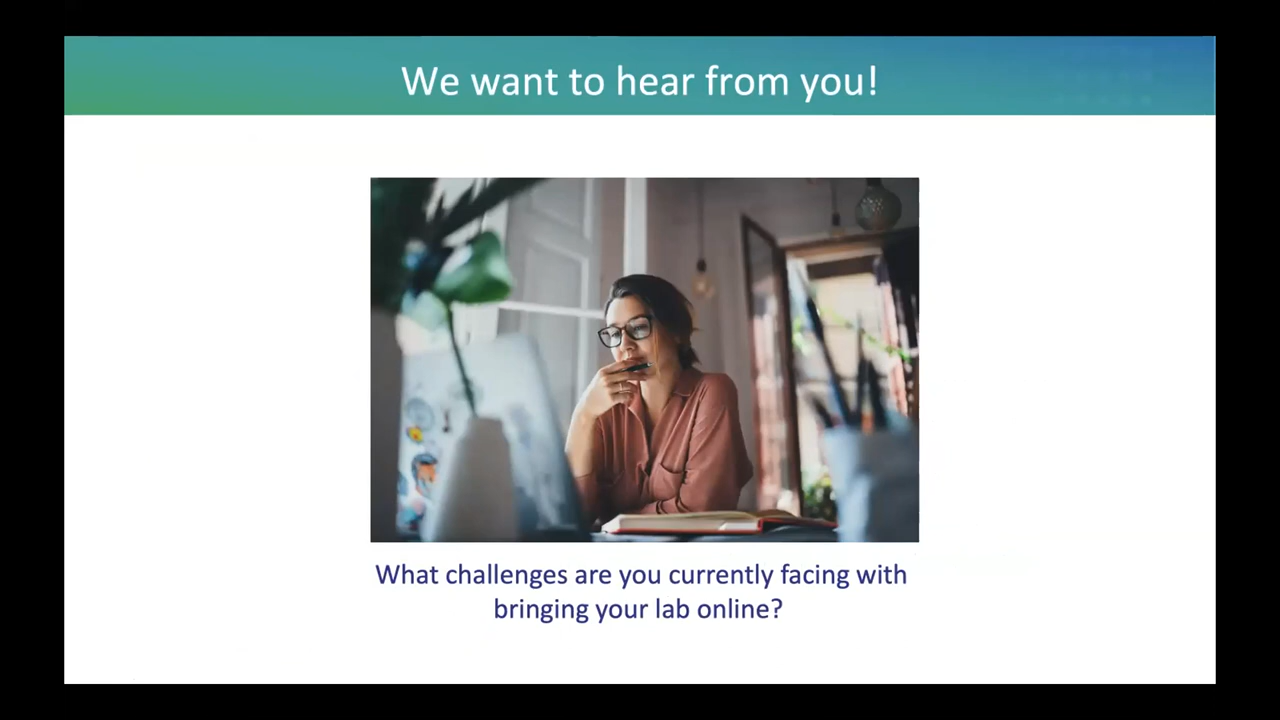 We want to hear from you!
What challenges are you currently facing with
bringing your lab online?